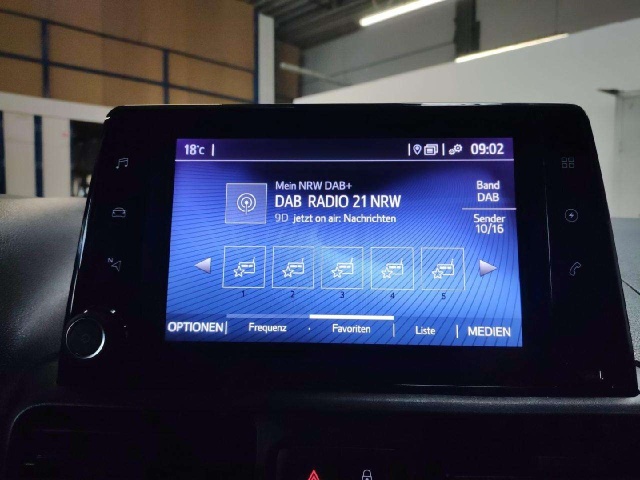 18°C
09:02
Mein NRW DAB+
DAB RADIO 21 NRW
9D jetzt on air: Nachrichten
Band
DAB
Sender
10/16
1 2 3 4 5
OPTIONEN Frequenz Favoriten Liste MEDIEN
N